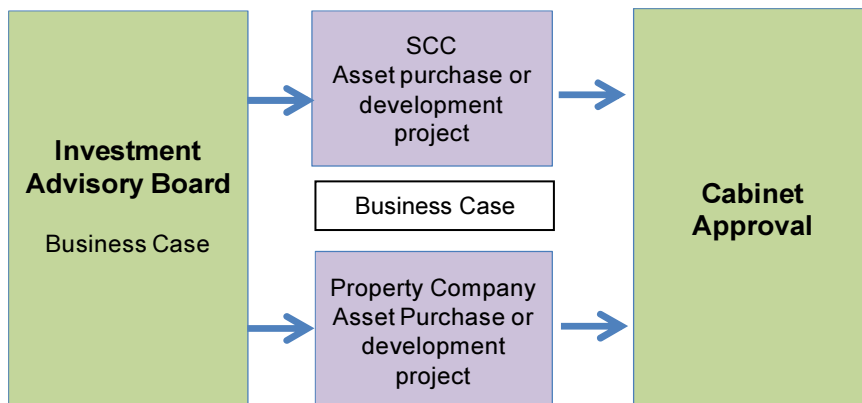 Investment
Advisory Board
Business Case
SCC
Asset purchase or
development
project
Business Case
Property Company
Asset Purchase or
development
project
Cabinet
Approval